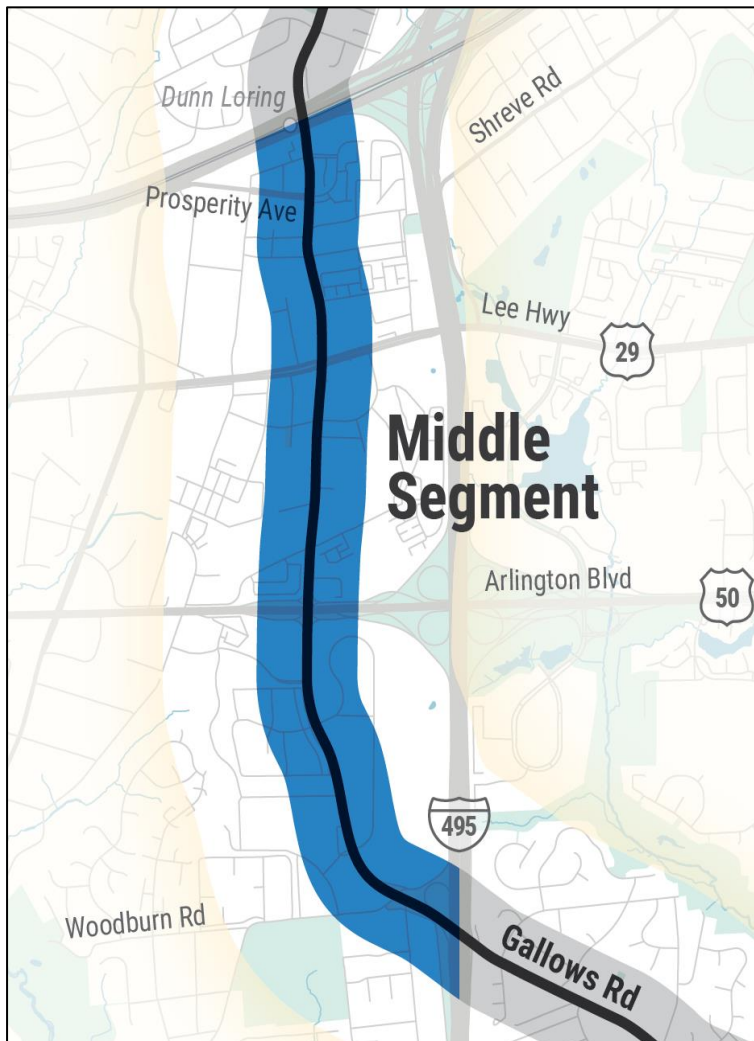 Dunn Loring
Shreve Rd
Prosperity Ave
Lee Hwy
29
Middle
Segment
Arlington Blvd
50
495
Woodburn Rd
Gallows Rd